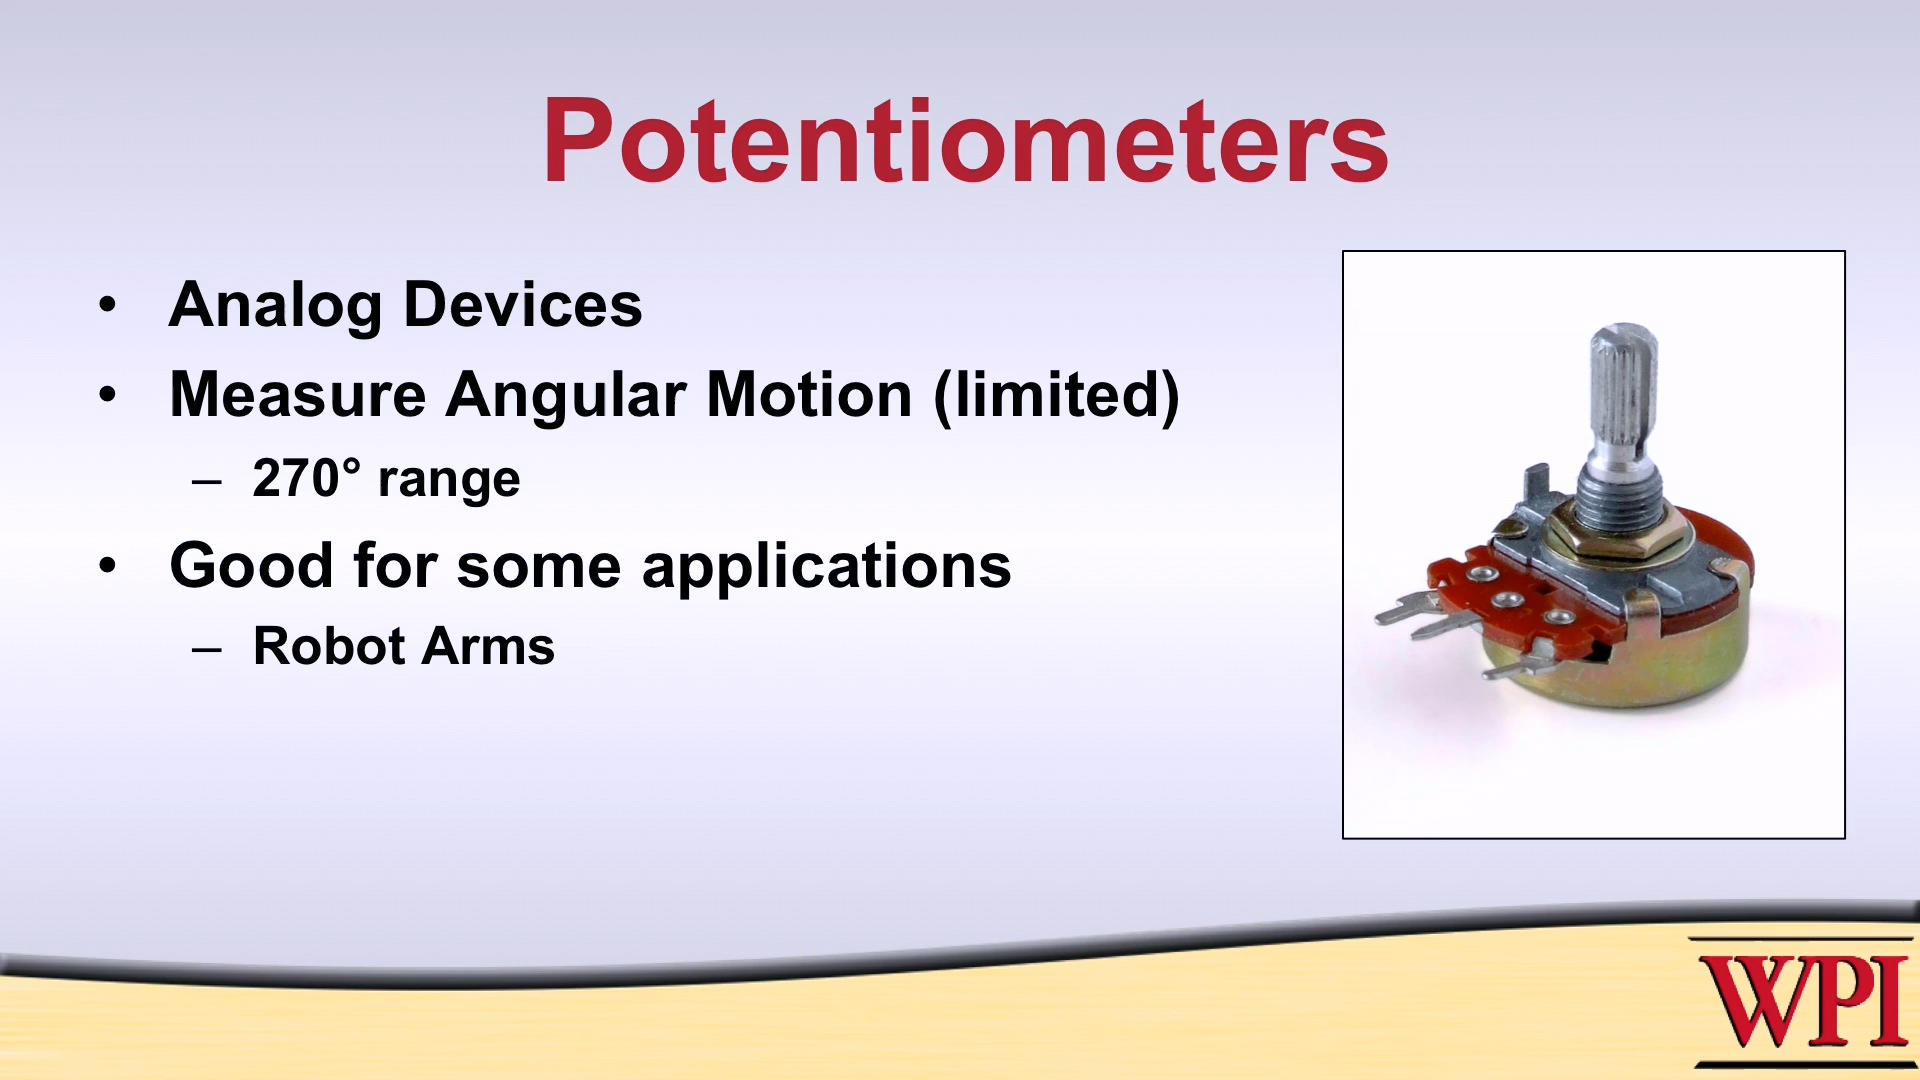 Potentiometers
• Analog Devices
• Measure Angular Motion (limited)
– 270° range
• Good for some applications
– Robot Arms
WPI